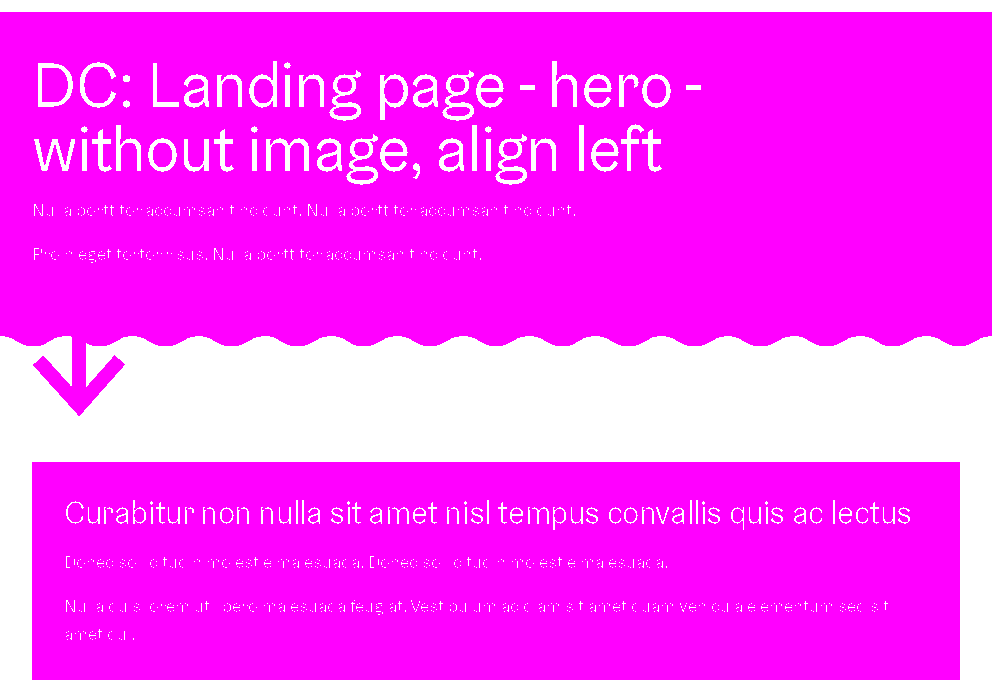 DC: Landing page - hero -
without image, align left
Nulla porttitor accumsan tincidunt. Nulla porttitor accumsan tincidunt.
Proin eget tortor risus. Nulla porttitor accumsan tincidunt.
Curabitur non nulla sit amet nisl tempus convallis quis ac lectus
Donec sollicitudin molestie malesuada. Donec sollicitudin molestie malesuada.
Nulla quis lorem ut libero malesuada feugiat. Vestibulum ac diam sit amet quam vehicula elementum sed sit
amet dui.